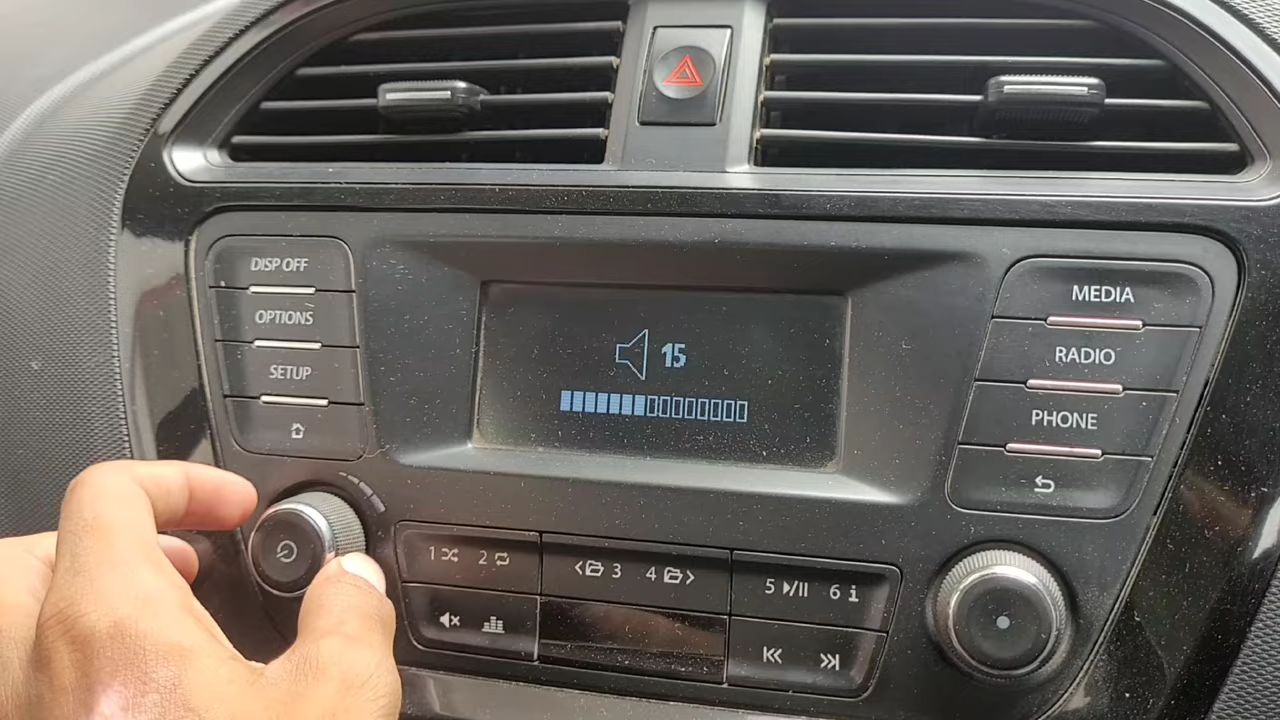 DISP OFF
OPTIONS
SETUP
MEDIA
RADIO
PHONE
15
1 2
3 4
5 6 i